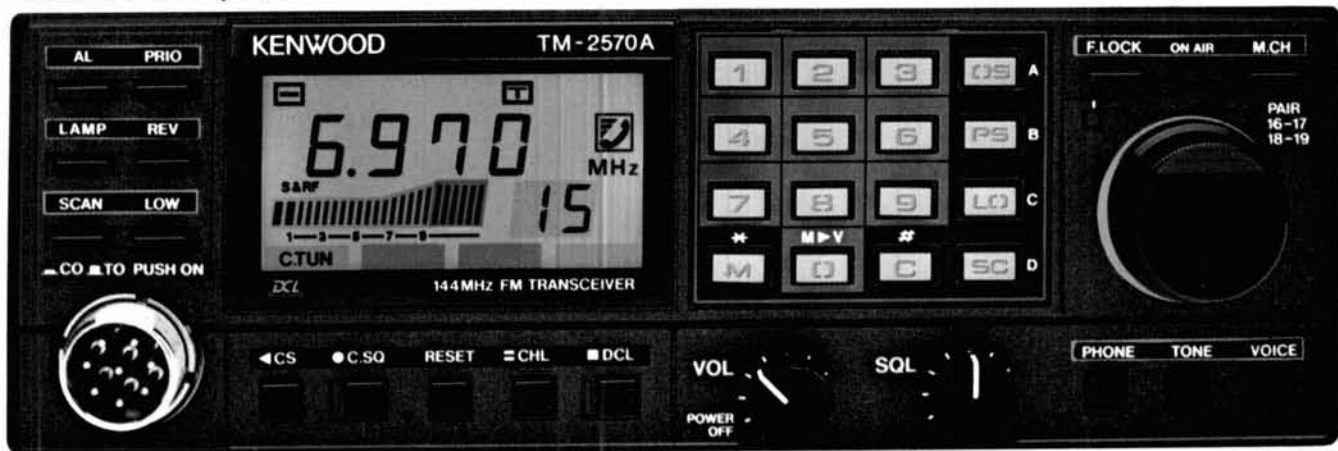 AL PRIO
LAMP REV
SCAN LOW
CO TO PUSH ON
KENWOOD TM-2570A
6.970
MHz
S&RF
15
1 3 5 7 9
C.TUN
DCL 144MHz FM TRANSCEIVER
1 2 3 OS A
4 5 6 PS B
7 8 9 LO C
* M►V #
M 0 C SC D
F.LOCK ON AIR M.CH
PAIR
16-17
18-19
◄CS ●C.SQ RESET =CHL ■DCL
VOL
POWER
OFF
SQL
PHONE TONE VOICE